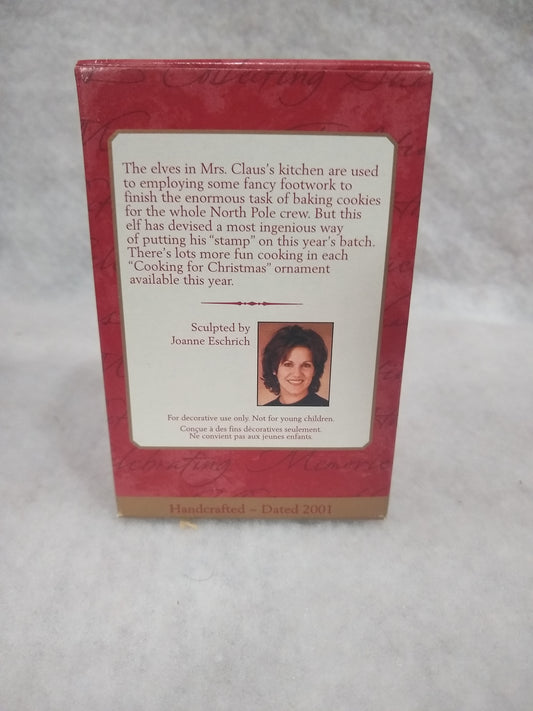 Collecting
The elves in Mrs. Claus's kitchen are used
to employing some fancy footwork to
finish the enormous task of baking cookies
for the whole North Pole crew. But this
elf has devised a most ingenious way
of putting his "stamp" on this year's batch.
There's lots more fun cooking in each
"Cooking for Christmas" ornament
available this year.
Sculpted by
Joanne Eschrich
For decorative use only. Not for young children.
Conçue à des fins décoratives seulement.
Ne convient pas aux jeunes enfants.
Handcrafted – Dated 2001